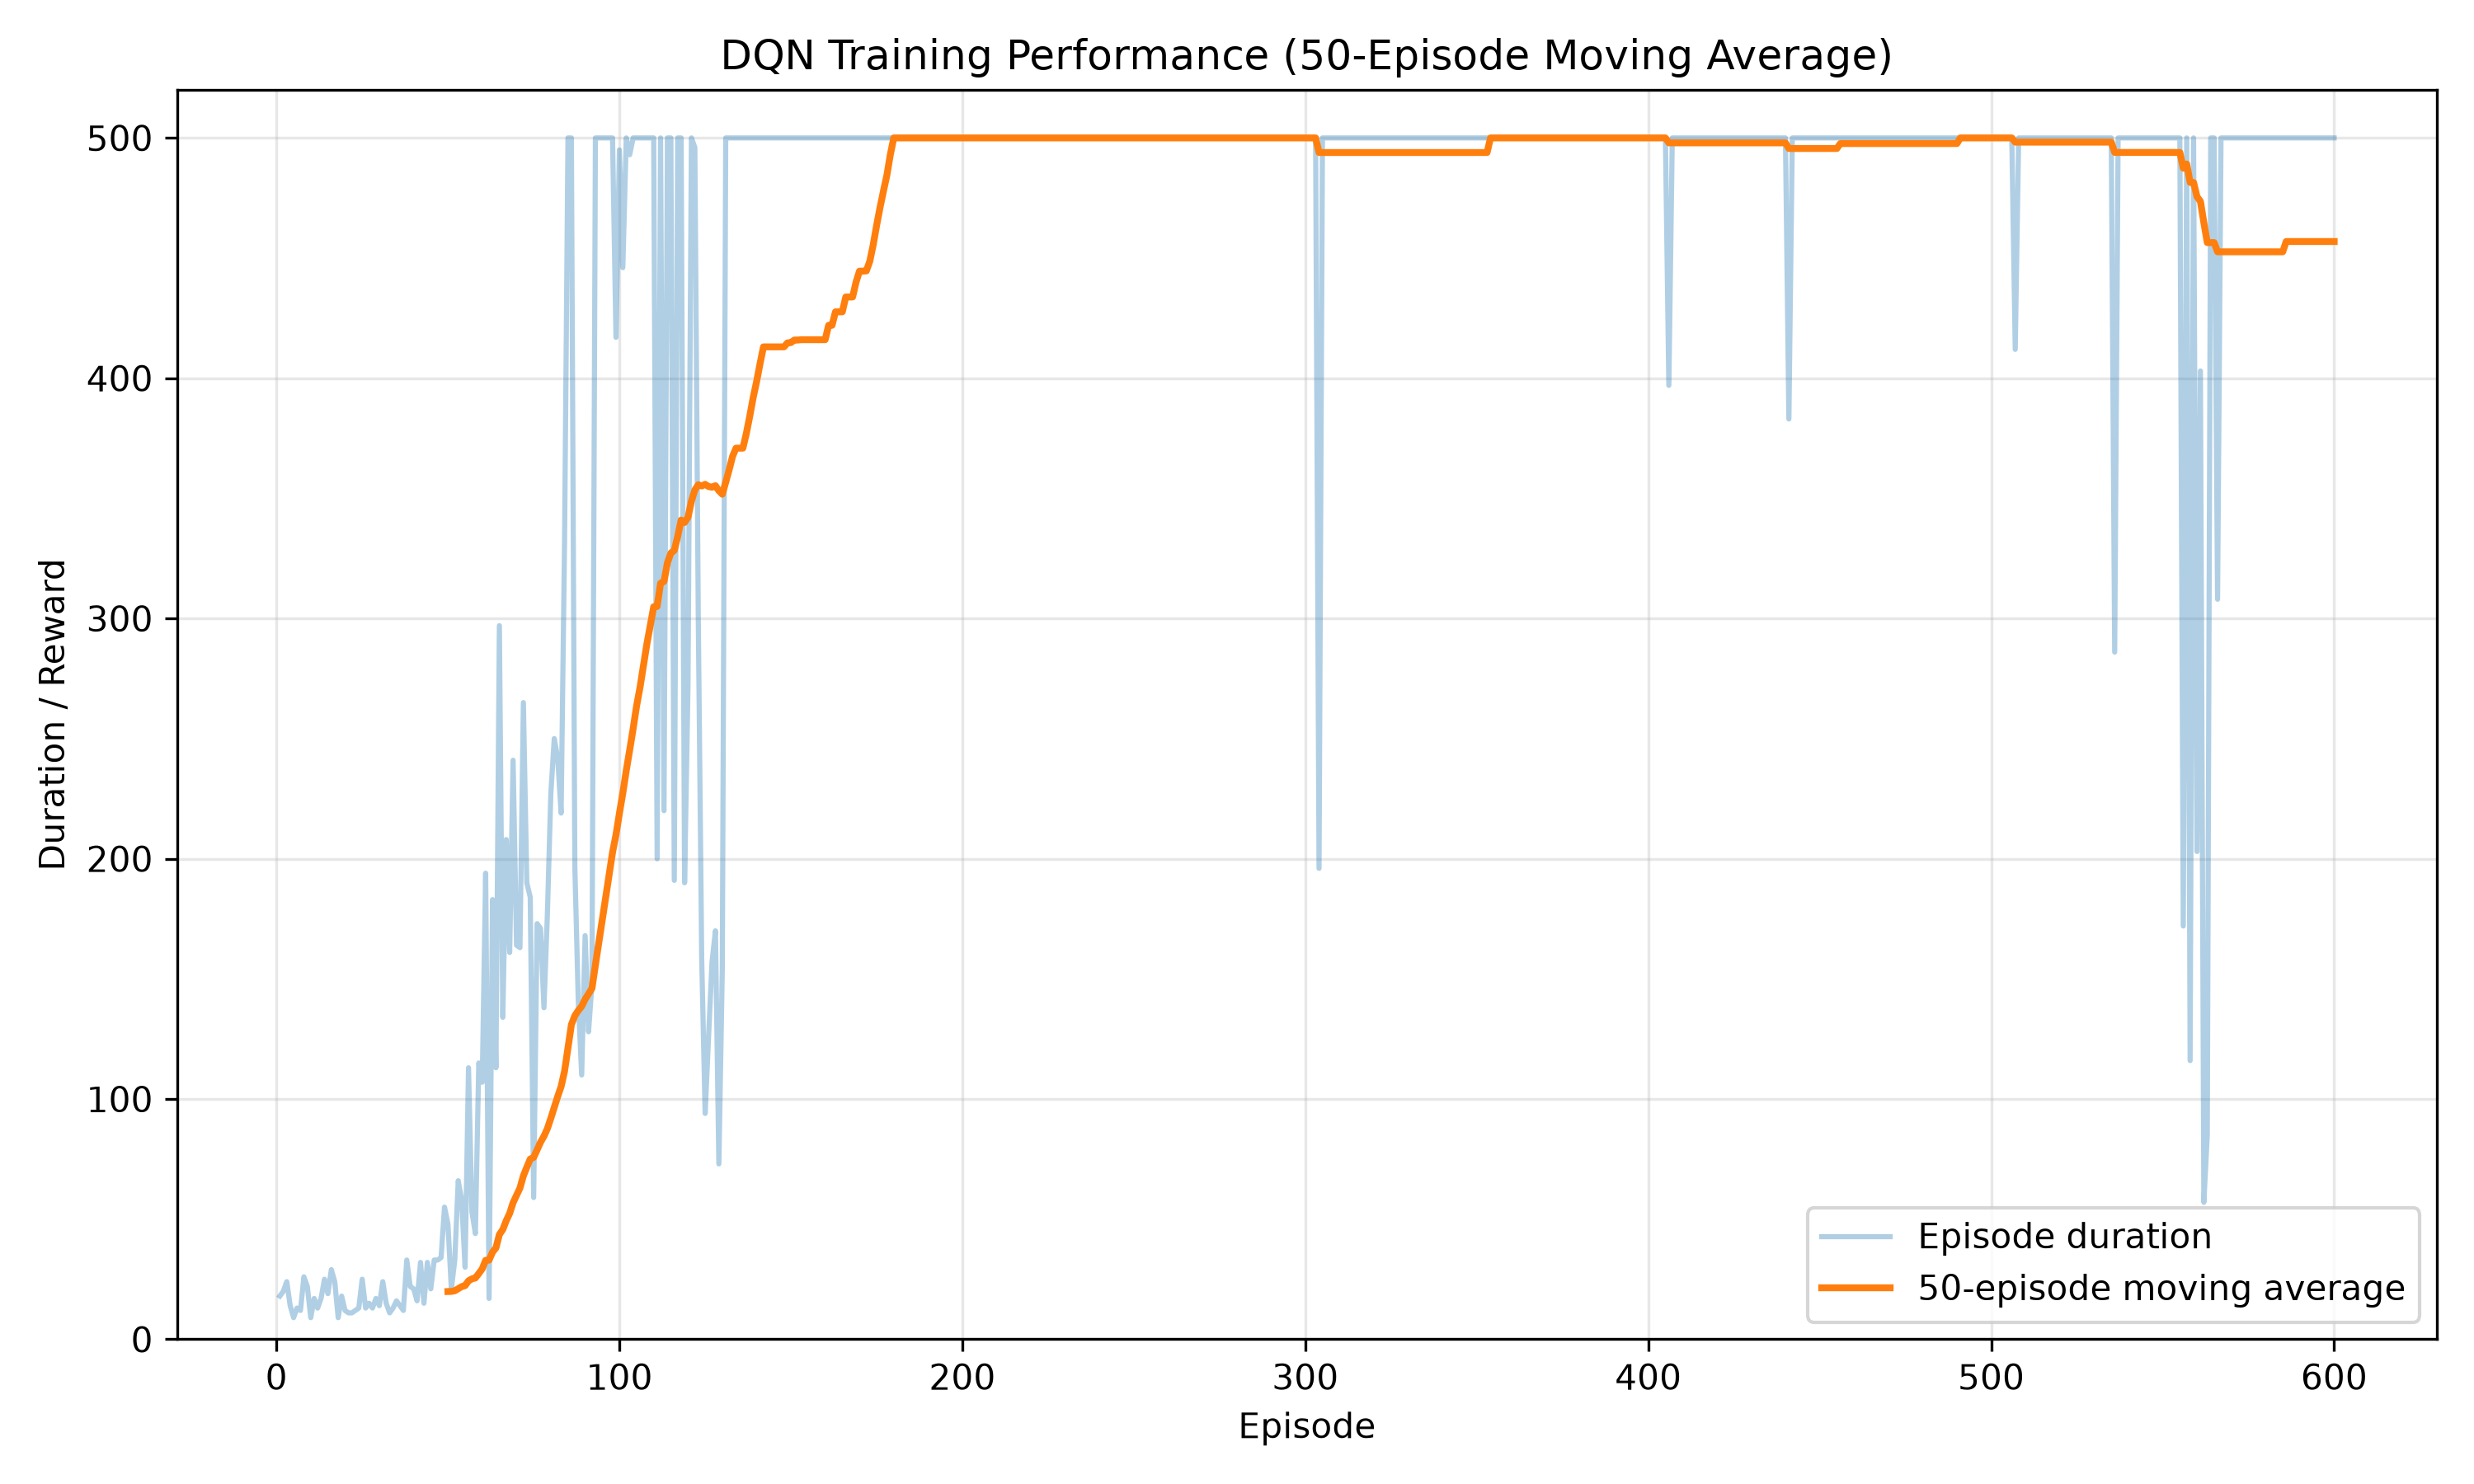 DQN Training Performance (50-Episode Moving Average)
500
400
300
200
100
0
Duration / Reward
0 100 200 300 400 500 600
Episode
Episode duration
50-episode moving average